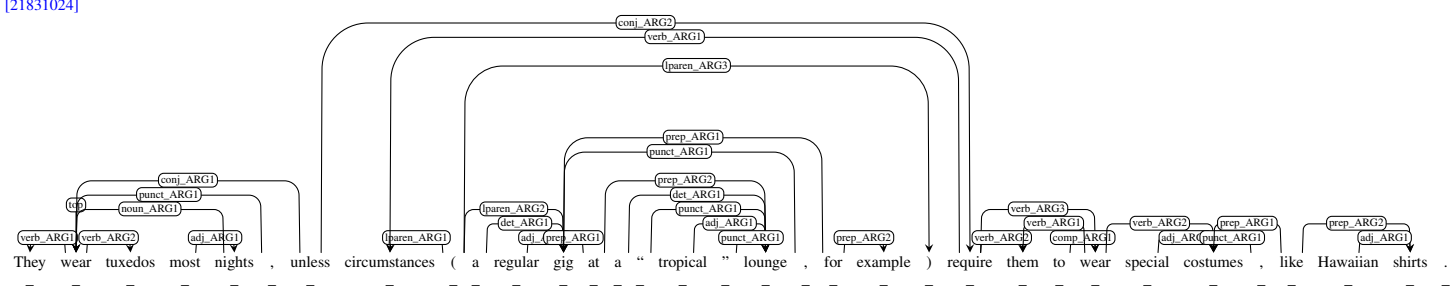 [21831024]
conj_ARG2
verb_ARG1
lparen_ARG3
prep_ARG1
punct_ARG1
conj_ARG1 prep_ARG2
punct_ARG1 det_ARG1
top noun_ARG1 lparen_ARG2 punct_ARG1 verb_ARG3
det_ARG1 adj_ARG1 verb_ARG1 verb_ARG2 prep_ARG1 prep_ARG2
verb_ARG1 verb_ARG2 adj_ARG1 lparen_ARG1 prep_ARG1 punct_ARG1 prep_ARG2 verb_ARG2 comp_ARG1 punct_ARG1 adj_ARG1
They wear tuxedos most nights , unless circumstances ( a regular gig at a “ tropical ” lounge , for example ) require them to wear special costumes , like Hawaiian shirts .